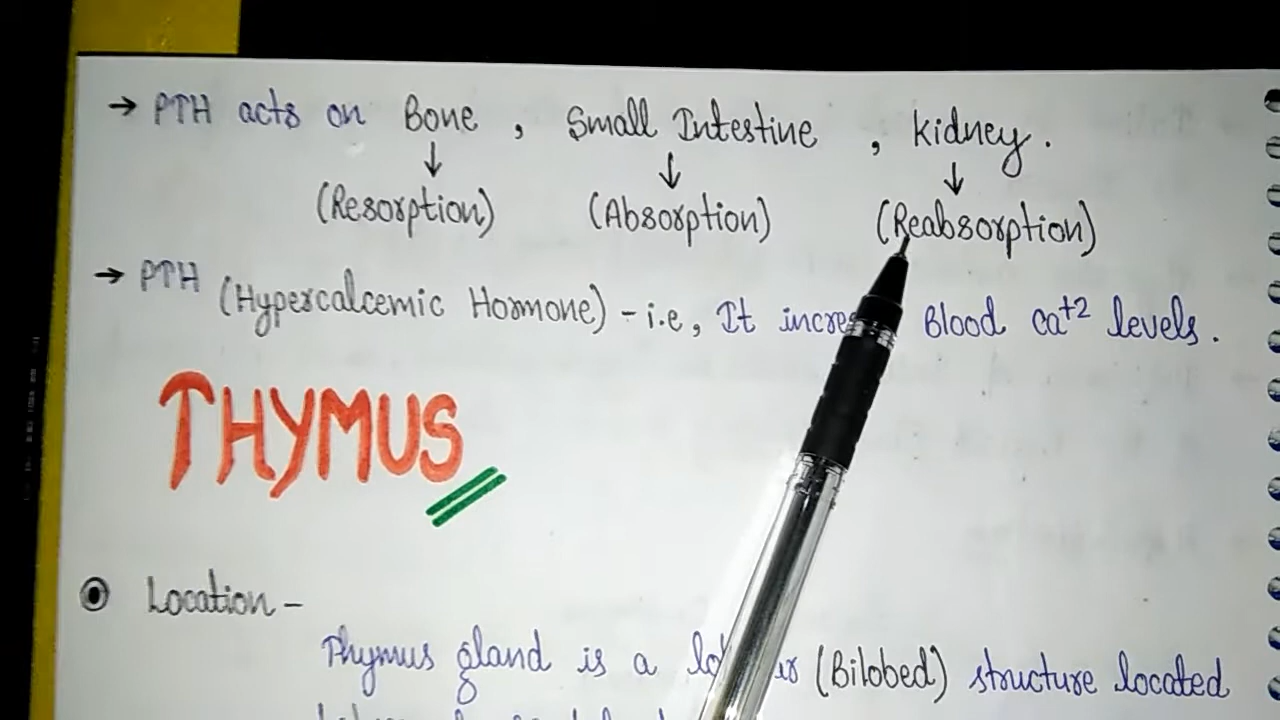 → PTH acts on Bone , Small Intestine , Kidney.
↓ ↓ ↓
(Resorption) (Absorption) (Reabsorption)
→ PTH (Hypercalcemic Hormone) - i.e, It Blood Ca+2 levels.
THYMUS
Location -
Thymus gland is a (Bilobed) structure located